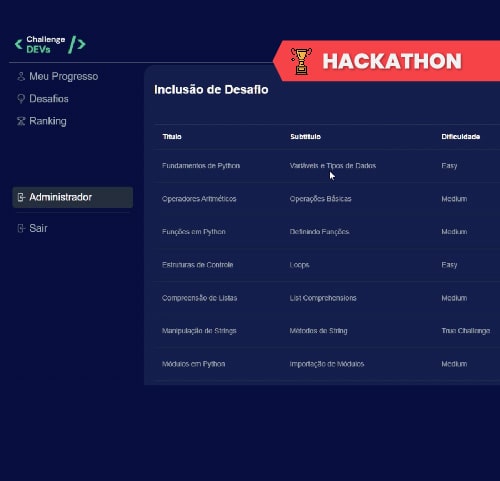 Challenge
DEVs
HACKATHON
Meu Progresso
Desafios
Ranking
Administrador
Sair
Inclusão de Desafio
Título Subtítulo Dificuldade
Fundamentos de Python Variáveis e Tipos de Dados Easy
Operadores Aritméticos Operações Básicas Medium
Funções em Python Definindo Funções Medium
Estruturas de Controle Loops Easy
Compreensão de Listas List Comprehensions Medium
Manipulação de Strings Métodos de String True Challenge
Módulos em Python Importação de Módulos Medium